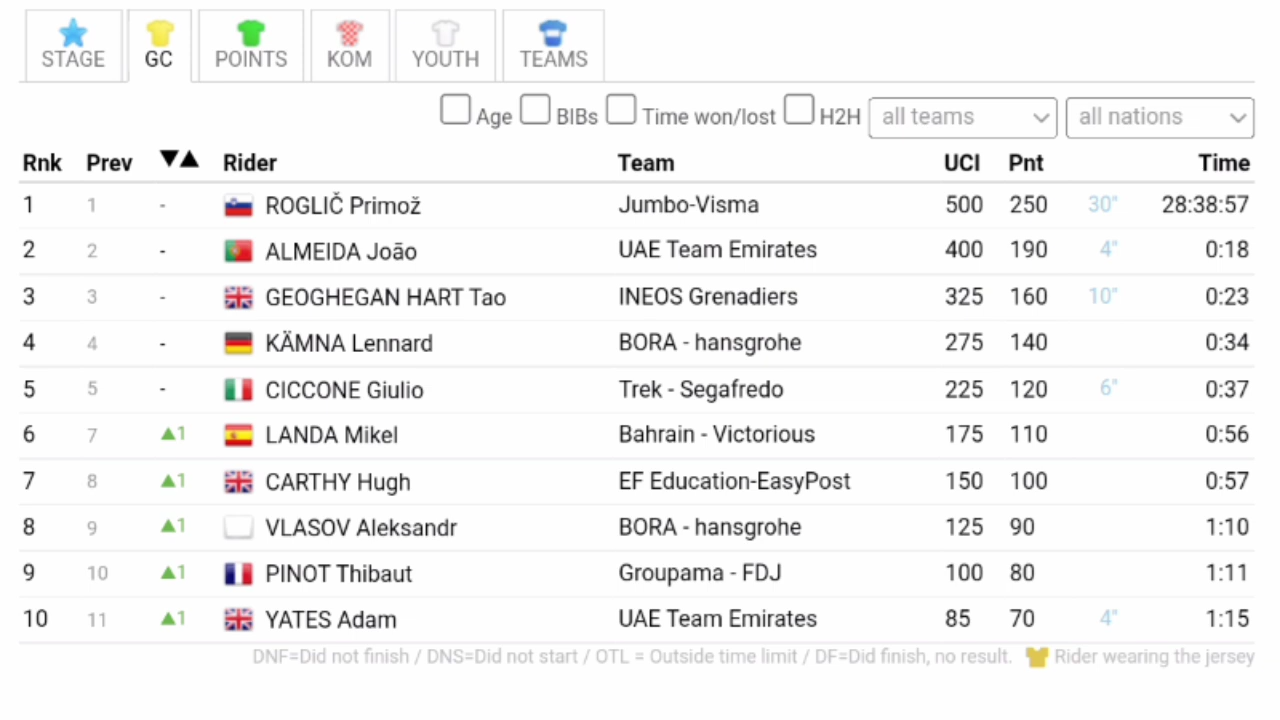 STAGE GC POINTS KOM YOUTH TEAMS
Age BIBs Time won/lost H2H all teams all nations
Rnk Prev ▼▲ Rider Team UCI Pnt Time
1 1 - ROGLIČ Primož Jumbo-Visma 500 250 30" 28:38:57
2 2 - ALMEIDA João UAE Team Emirates 400 190 4" 0:18
3 3 - GEOGHEGAN HART Tao INEOS Grenadiers 325 160 10" 0:23
4 4 - KÄMNA Lennard BORA - hansgrohe 275 140 0:34
5 5 - CICCONE Giulio Trek - Segafredo 225 120 6" 0:37
6 7 ▲1 LANDA Mikel Bahrain - Victorious 175 110 0:56
7 8 ▲1 CARTHY Hugh EF Education-EasyPost 150 100 0:57
8 9 ▲1 VLASOV Aleksandr BORA - hansgrohe 125 90 1:10
9 10 ▲1 PINOT Thibaut Groupama - FDJ 100 80 1:11
10 11 ▲1 YATES Adam UAE Team Emirates 85 70 4" 1:15
DNF=Did not finish / DNS=Did not start / OTL = Outside time limit / DF=Did finish, no result. Rider wearing the jersey